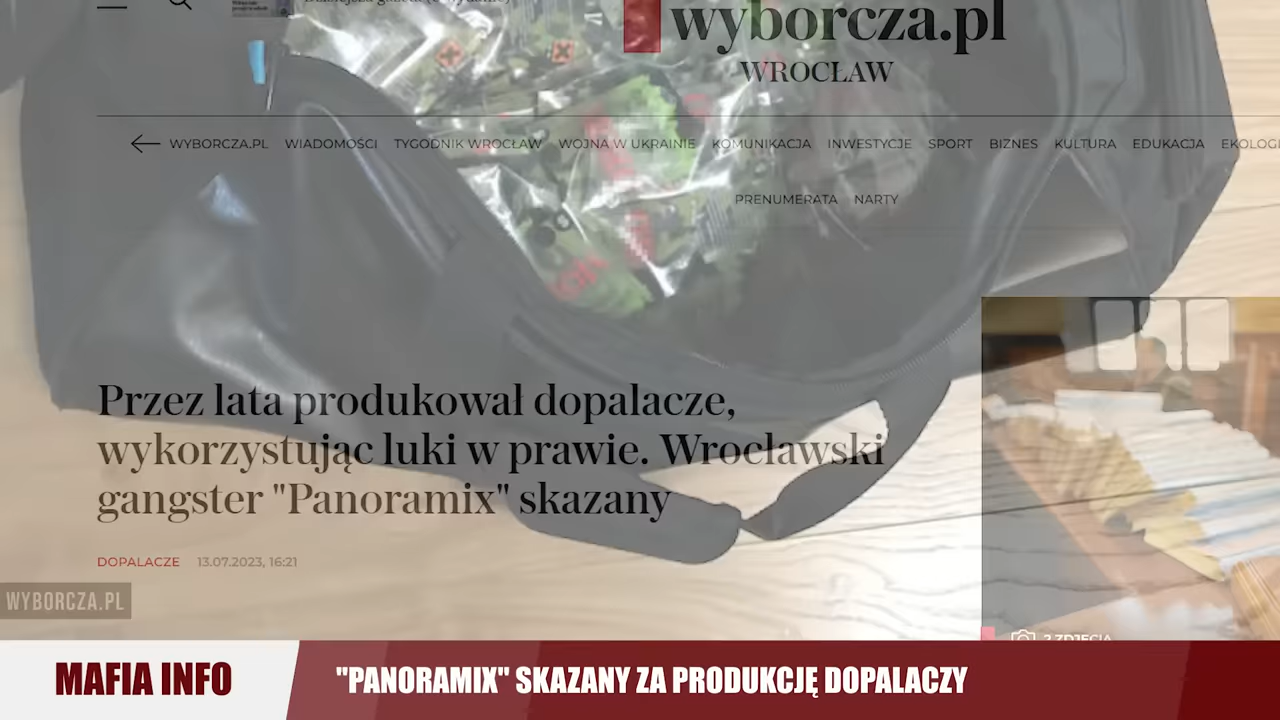 wyborcza.pl
WROCŁAW
WYBORCZA.PL WIADOMOŚCI TYGODNIK WROCŁAW WOJNA W UKRAINIE KOMUNIKACJA INWESTYCJE SPORT BIZNES KULTURA EDUKACJA
PRENUMERATA NARTY
Przez lata produkował dopalacze,
wykorzystując luki w prawie. Wrocławski
gangster "Panoramix" skazany
DOPALACZE 13.07.2023, 16:21
WYBORCZA.PL
2 ZDJĘCIA
MAFIA INFO
"PANORAMIX" SKAZANY ZA PRODUKCJĘ DOPALACZY